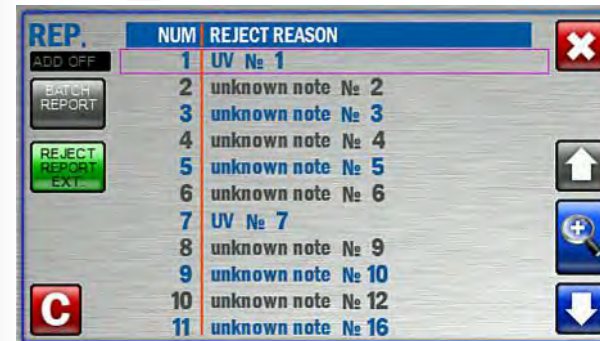 REP.
ADD OFF
BATCH REPORT
REJECT REPORT EXT.
C
NUM REJECT REASON
1 UV № 1
2 unknown note № 2
3 unknown note № 3
4 unknown note № 4
5 unknown note № 5
6 unknown note № 6
7 UV № 7
8 unknown note № 9
9 unknown note № 10
10 unknown note № 12
11 unknown note № 16